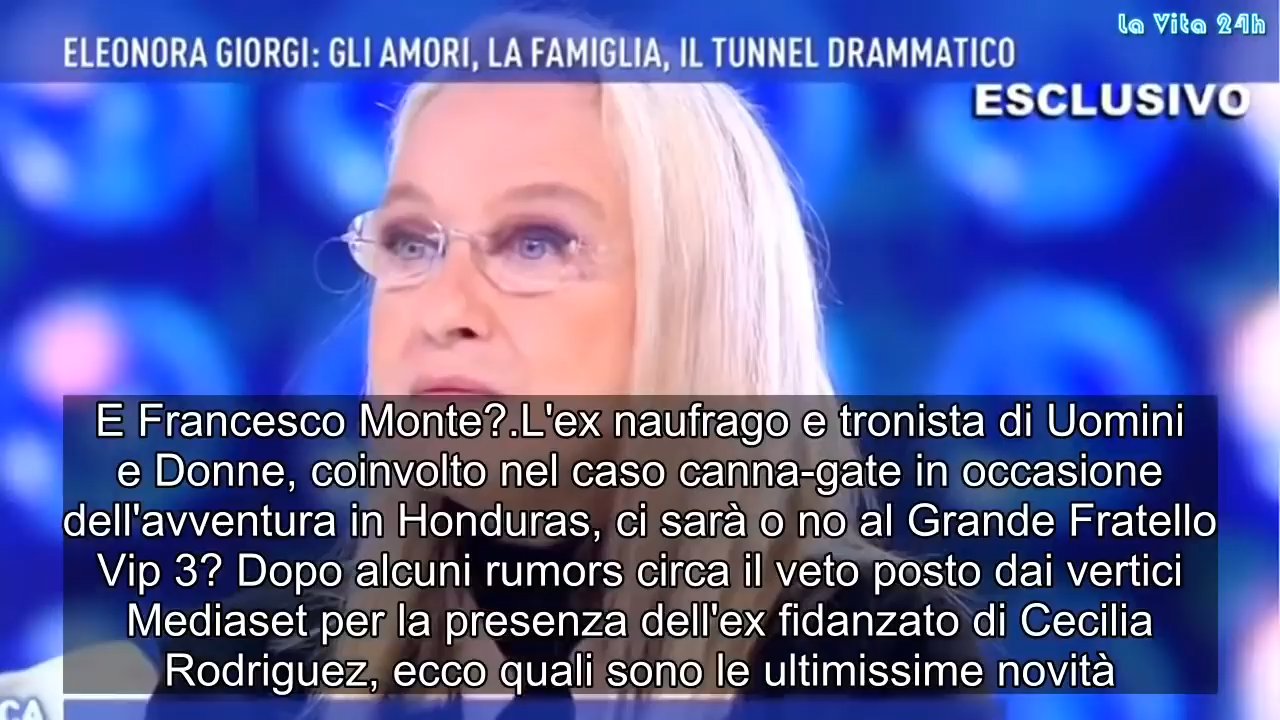 La Vita 24h
ELEONORA GIORGI: GLI AMORI, LA FAMIGLIA, IL TUNNEL DRAMMATICO
ESCLUSIVO
E Francesco Monte?.L'ex naufrago e tronista di Uomini
e Donne, coinvolto nel caso canna-gate in occasione
dell'avventura in Honduras, ci sarà o no al Grande Fratello
Vip 3? Dopo alcuni rumors circa il veto posto dai vertici
Mediaset per la presenza dell'ex fidanzato di Cecilia
Rodriguez, ecco quali sono le ultimissime novità
CA